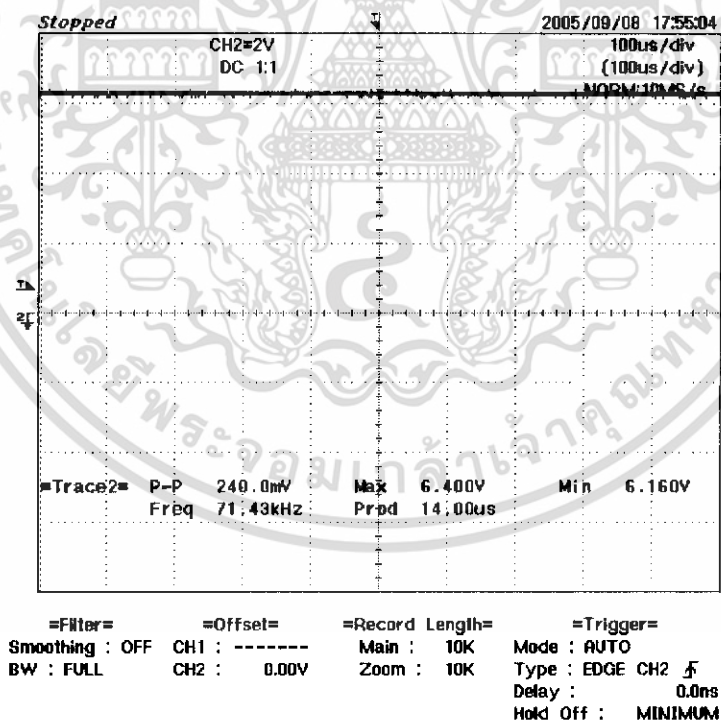 Stopped 2005/09/08 17:55:04
CH2=2V 100us/div
DC 1:1 (100us/div)
NORM:10MS/s
=Trace2= P-P 240.0mV Max 6.400V Min 6.160V
Freq 71.43kHz Prod 14.00us
=Filter= =Offset= =Record Length= =Trigger=
Smoothing : OFF CH1 : ------- Main : 10K Mode : AUTO
BW : FULL CH2 : 0.00V Zoom : 10K Type : EDGE CH2
Delay : 0.0ns
Hold Off : MINIMUM